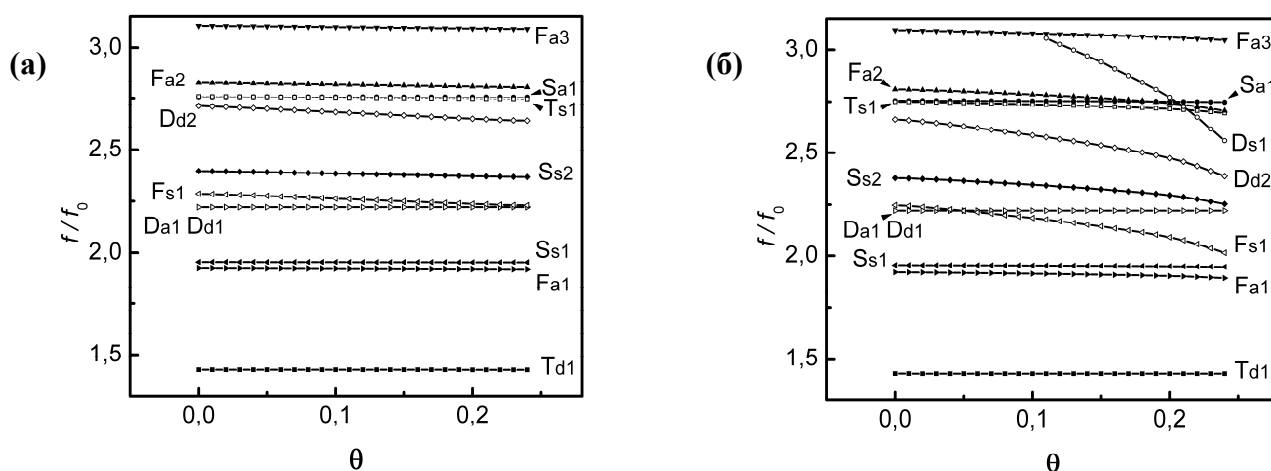 (а)
3,0
2,5
2,0
1,5
f / f0
0,0 0,1 0,2
θ
Fa3
Fa2
Sa1
Ts1
Dd2
Ss2
Fs1
Da1 Dd1
Ss1
Fa1
Td1
(б)
3,0
2,5
2,0
1,5
f / f0
0,0 0,1 0,2
θ
Fa3
Fa2
Ts1
Sa1
Ds1
Dd2
Ss2
Da1 Dd1
Fs1
Ss1
Fa1
Td1